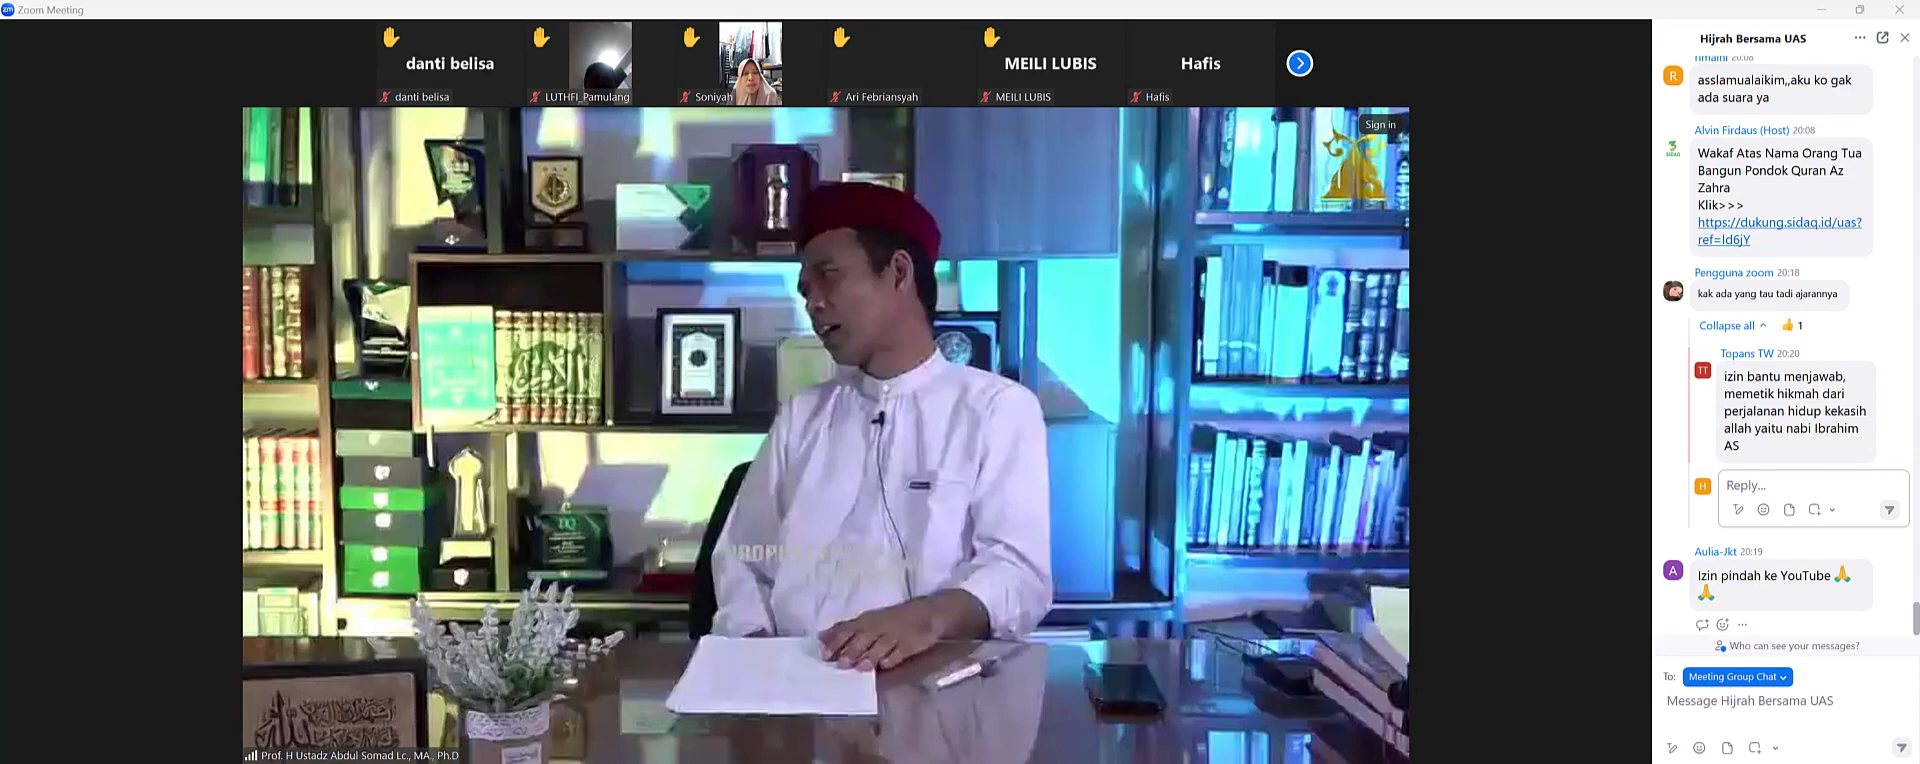 Zoom Meeting
danti belisa
danti belisa
LUTHFI_Pamulang
Soniyah
Ari Febriansyah
MEILI LUBIS
MEILI LUBIS
Hafis
Hafis
Sign in
Prof. H Ustadz Abdul Somad Lc., MA., Ph.D
Hijrah Bersama UAS
20:08
R
asslamualaikim,,aku ko gak
ada suara ya
Alvin Firdaus (Host) 20:08
Wakaf Atas Nama Orang Tua
Bangun Pondok Quran Az
Zahra
Klik>>>
https://dukung.sidaq.id/uas?
ref=Id6jY
Pengguna zoom 20:18
kak ada yang tau tadi ajarannya
Collapse all
1
Topans TW 20:20
TT
izin bantu menjawab,
memetik hikmah dari
perjalanan hidup kekasih
allah yaitu nabi Ibrahim
AS
H
Reply...
Aulia-Jkt 20:19
A
Izin pindah ke YouTube
Who can see your messages?
To: Meeting Group Chat
Message Hijrah Bersama UAS